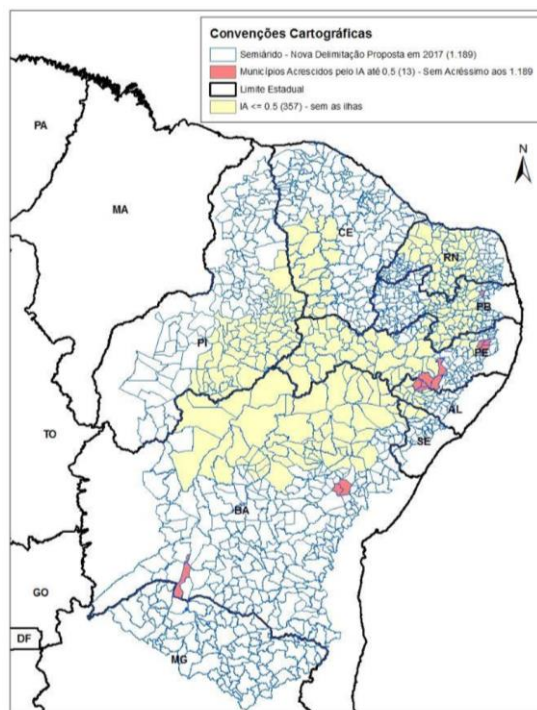 Convenções Cartográficas
Semiárido - Nova Delimitação Proposta em 2017 (1.189)
Municípios Acrescidos pelo IA até 0,5 (13) - Sem Acréssimo aos 1.189
Limite Estadual
IA <= 0.5 (357) - sem as ilhas
PA
N
MA
CE
RN
PB
PI
PE
AL
TO
SE
BA
GO
DF
MG